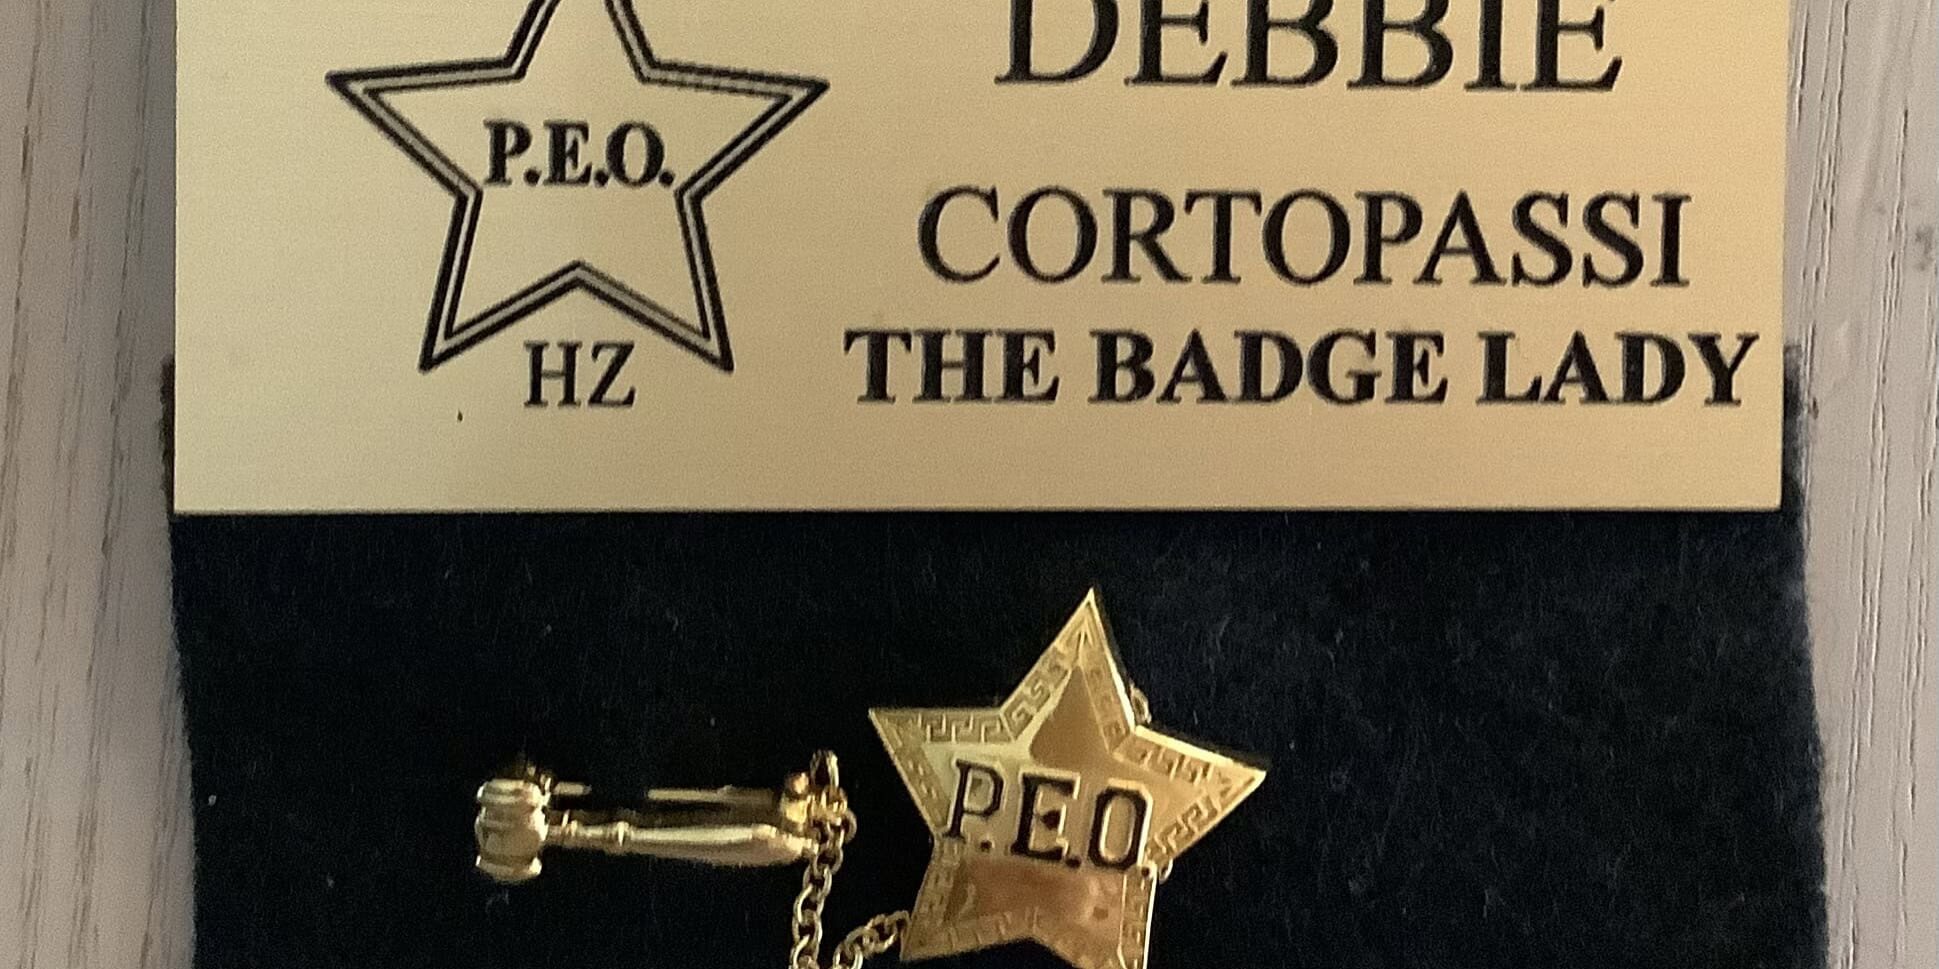 DEBBIE
P.E.O.
CORTOPASSI
HZ
THE BADGE LADY
P.E.O.